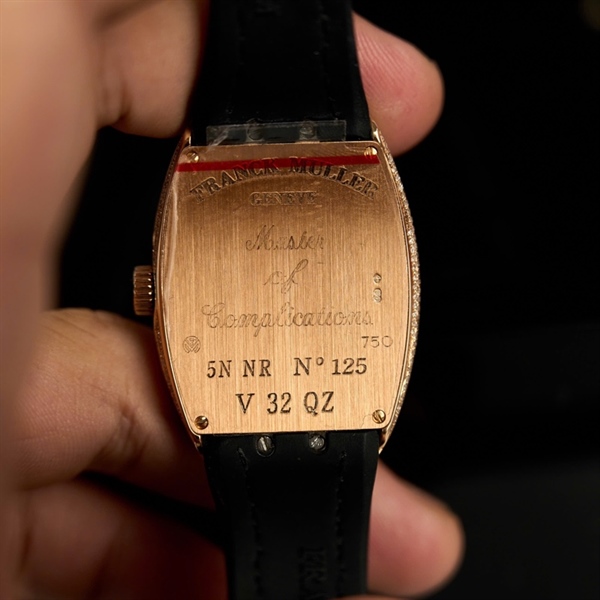 FRANCK MULLER
GENEVE
Master
of
Complications
750
5N NR N° 125
V 32 QZ